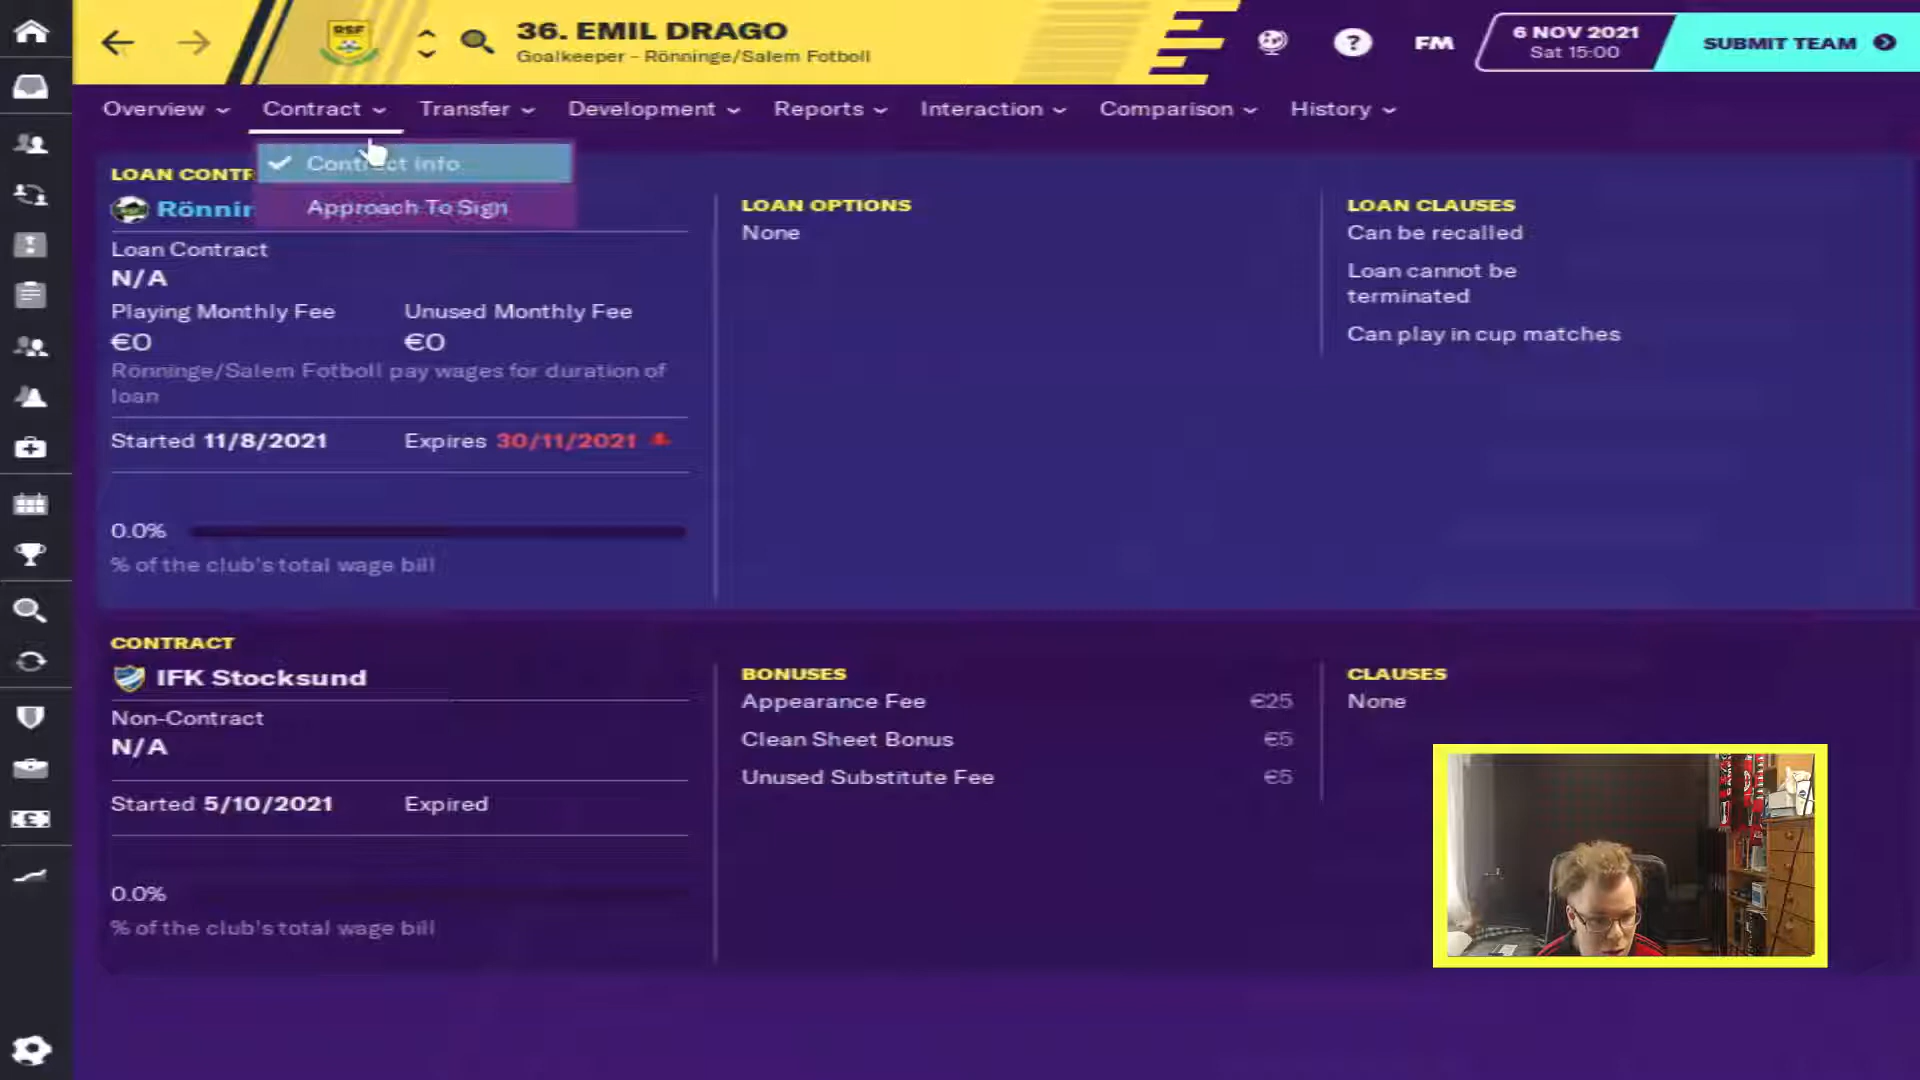 36. EMIL DRAGO
Goalkeeper - Rönninge/Salem Fotboll
RSF
FM
6 NOV 2021
Sat 15:00
SUBMIT TEAM
Overview
Contract
Transfer
Development
Reports
Interaction
Comparison
History
Contract Info
Approach To Sign
LOAN CONTR
Rönnin
Loan Contract
N/A
Playing Monthly Fee
Unused Monthly Fee
€0
€0
Rönninge/Salem Fotboll pay wages for duration of
loan
Started 11/8/2021
Expires 30/11/2021
0.0%
% of the club's total wage bill
LOAN OPTIONS
None
LOAN CLAUSES
Can be recalled
Loan cannot be
terminated
Can play in cup matches
CONTRACT
IFK Stocksund
Non-Contract
N/A
Started 5/10/2021
Expired
0.0%
% of the club's total wage bill
BONUSES
Appearance Fee €25
Clean Sheet Bonus €5
Unused Substitute Fee €5
CLAUSES
None